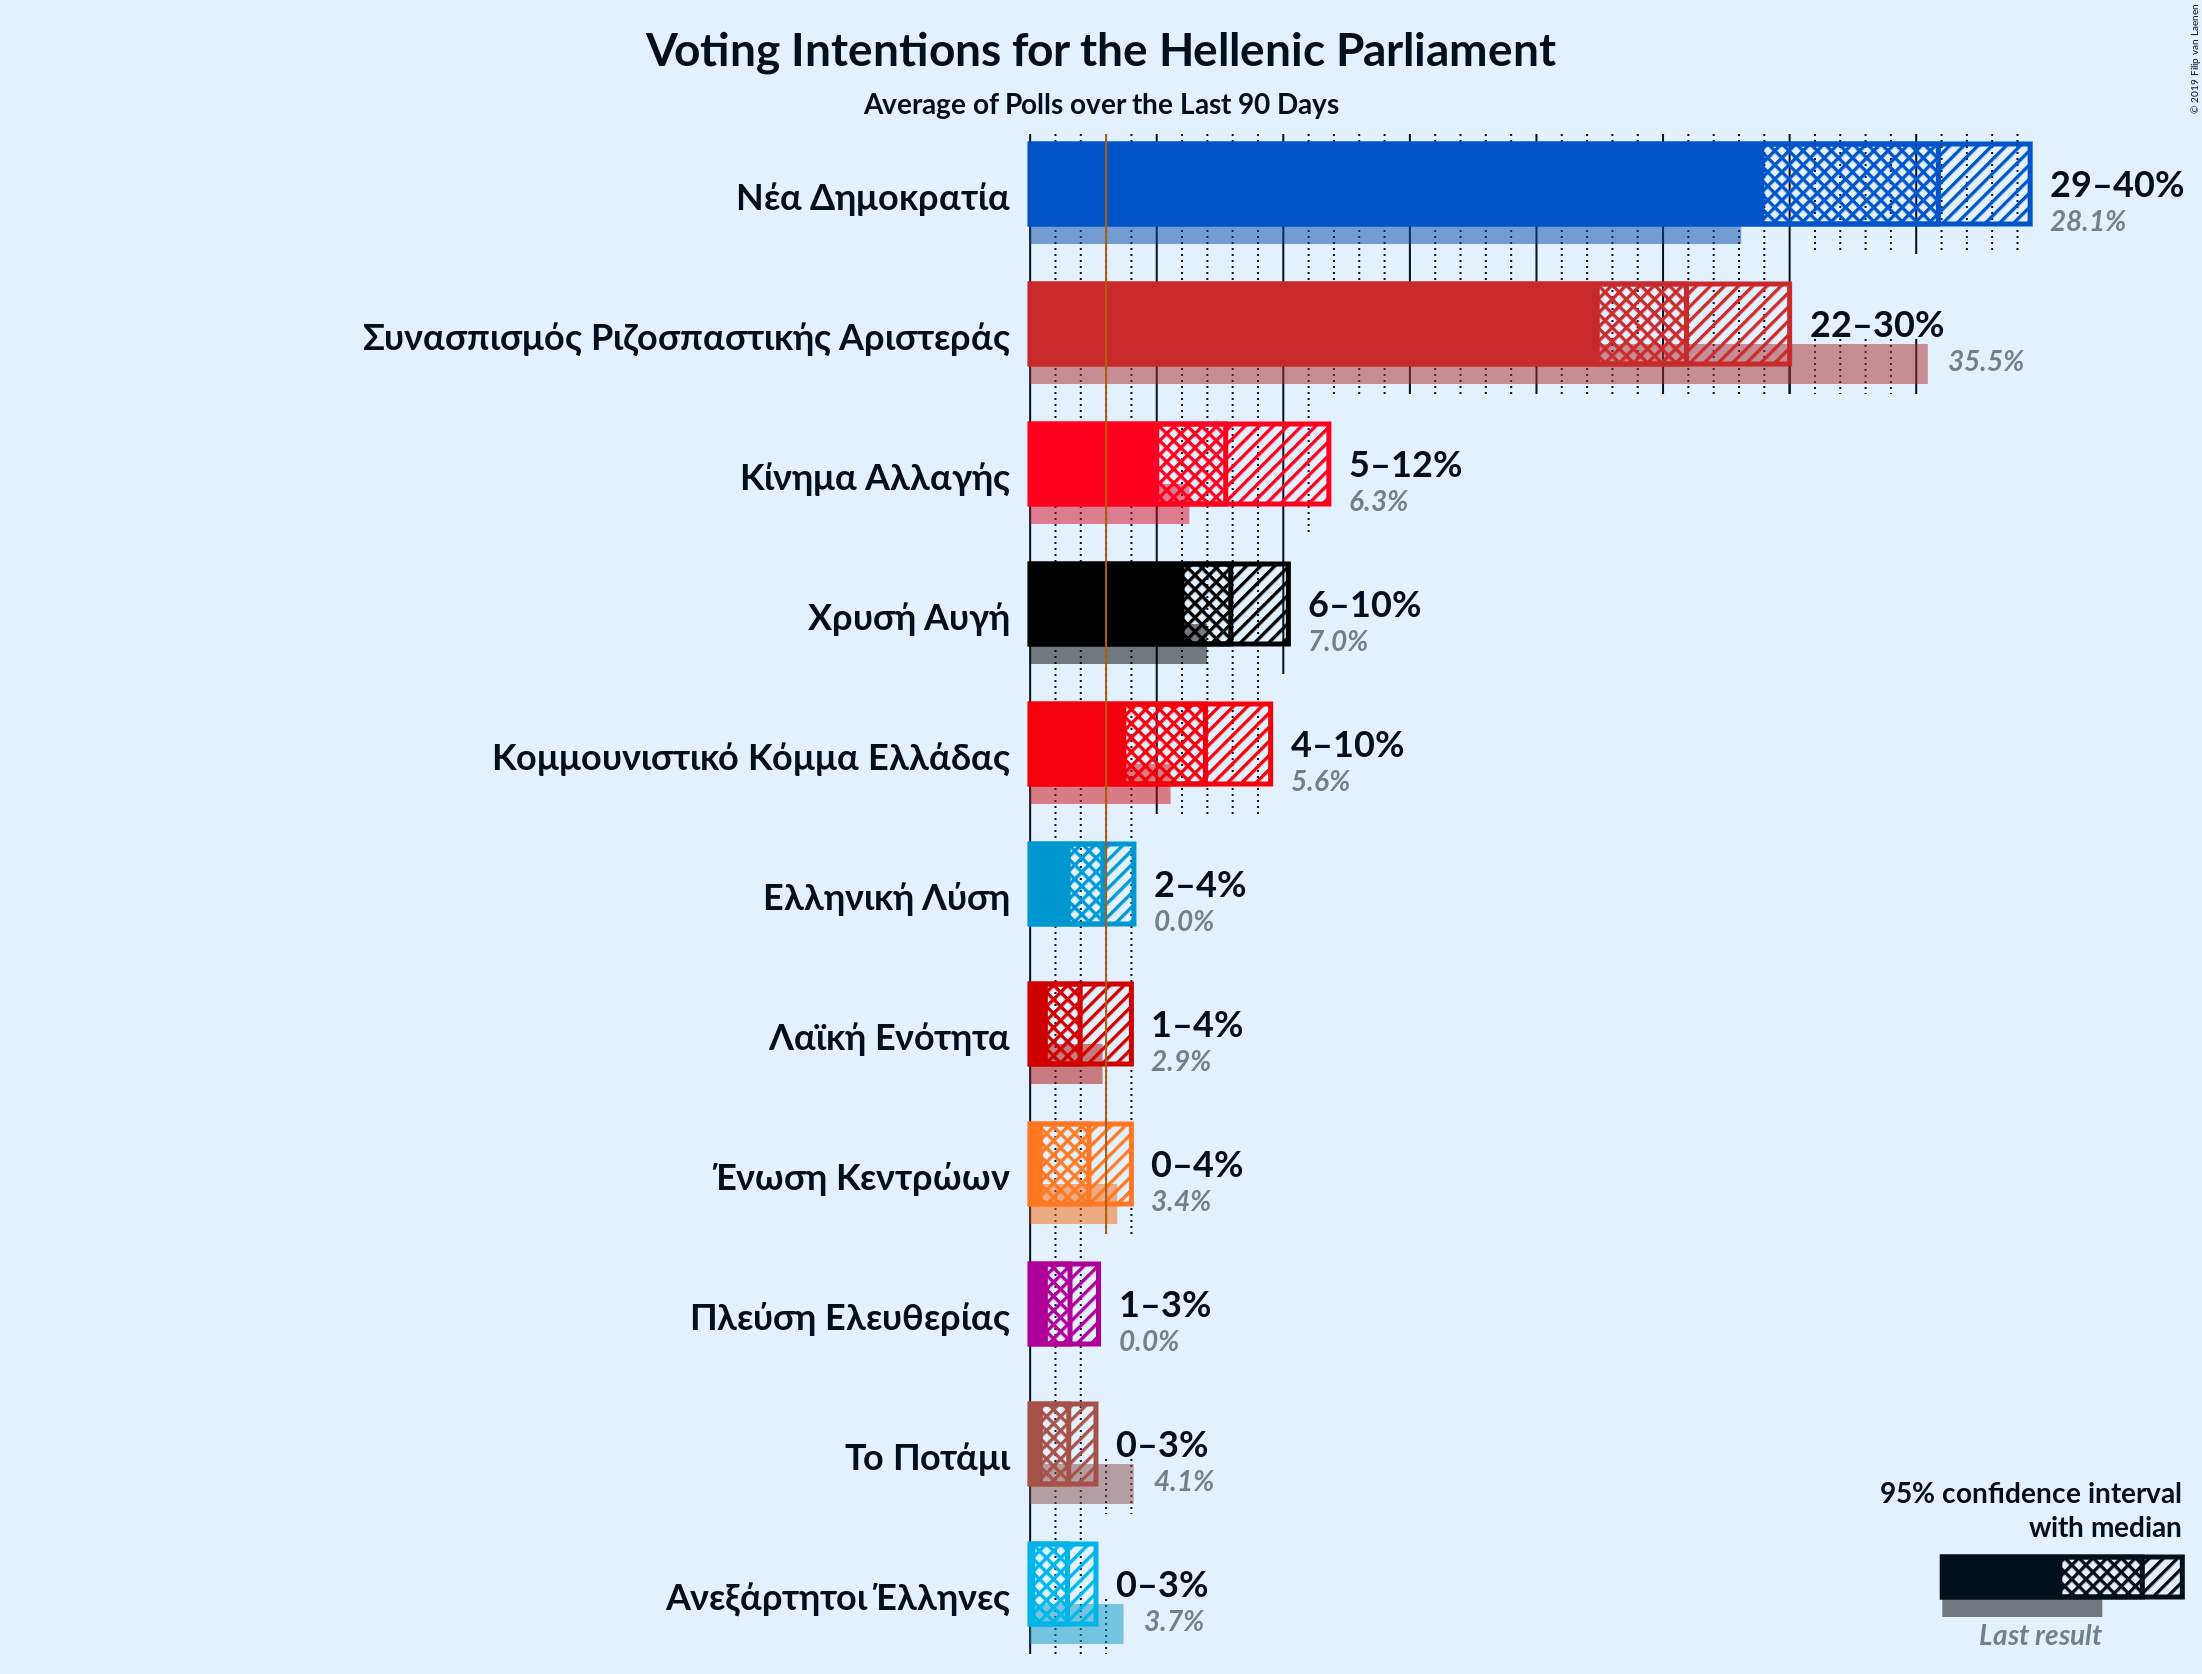 Voting Intentions for the Hellenic Parliament
Average of Polls over the Last 90 Days
© 2019 Filip van Laenen
Νέα Δημοκρατία
29–40%
28.1%
Συνασπισμός Ριζοσπαστικής Αριστεράς
22–30%
35.5%
Κίνημα Αλλαγής
5–12%
6.3%
Χρυσή Αυγή
6–10%
7.0%
Κομμουνιστικό Κόμμα Ελλάδας
4–10%
5.6%
Ελληνική Λύση
2–4%
0.0%
Λαϊκή Ενότητα
1–4%
2.9%
Ένωση Κεντρώων
0–4%
3.4%
Πλεύση Ελευθερίας
1–3%
0.0%
Το Ποτάμι
0–3%
4.1%
Ανεξάρτητοι Έλληνες
0–3%
3.7%
95% confidence interval
with median
Last result